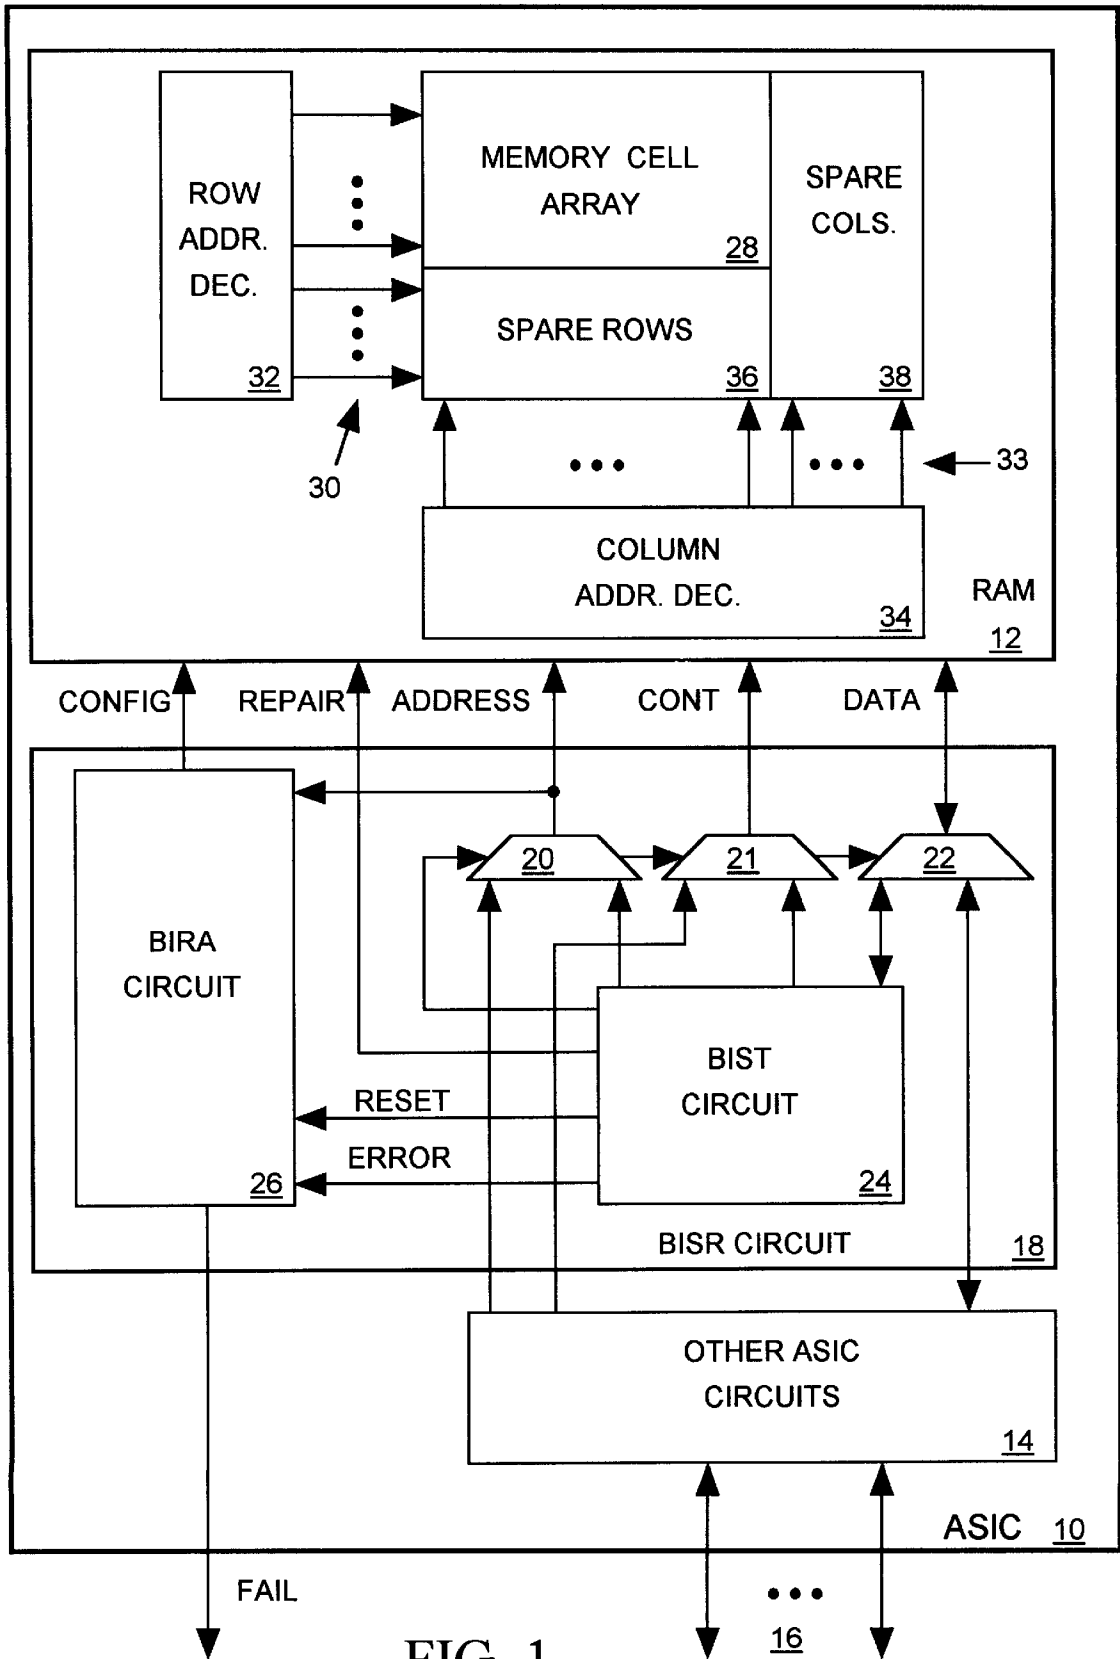 ROW
ADDR.
DEC.
32
MEMORY CELL
ARRAY
28
SPARE
COLS.
38
SPARE ROWS
36
30
33
COLUMN
ADDR. DEC.
34
RAM
12
CONFIG
REPAIR
ADDRESS
CONT
DATA
20
21
22
BIRA
CIRCUIT
26
BIST
CIRCUIT
24
RESET
ERROR
BISR CIRCUIT
18
OTHER ASIC
CIRCUITS
14
ASIC
10
FAIL
16
FIG. 1